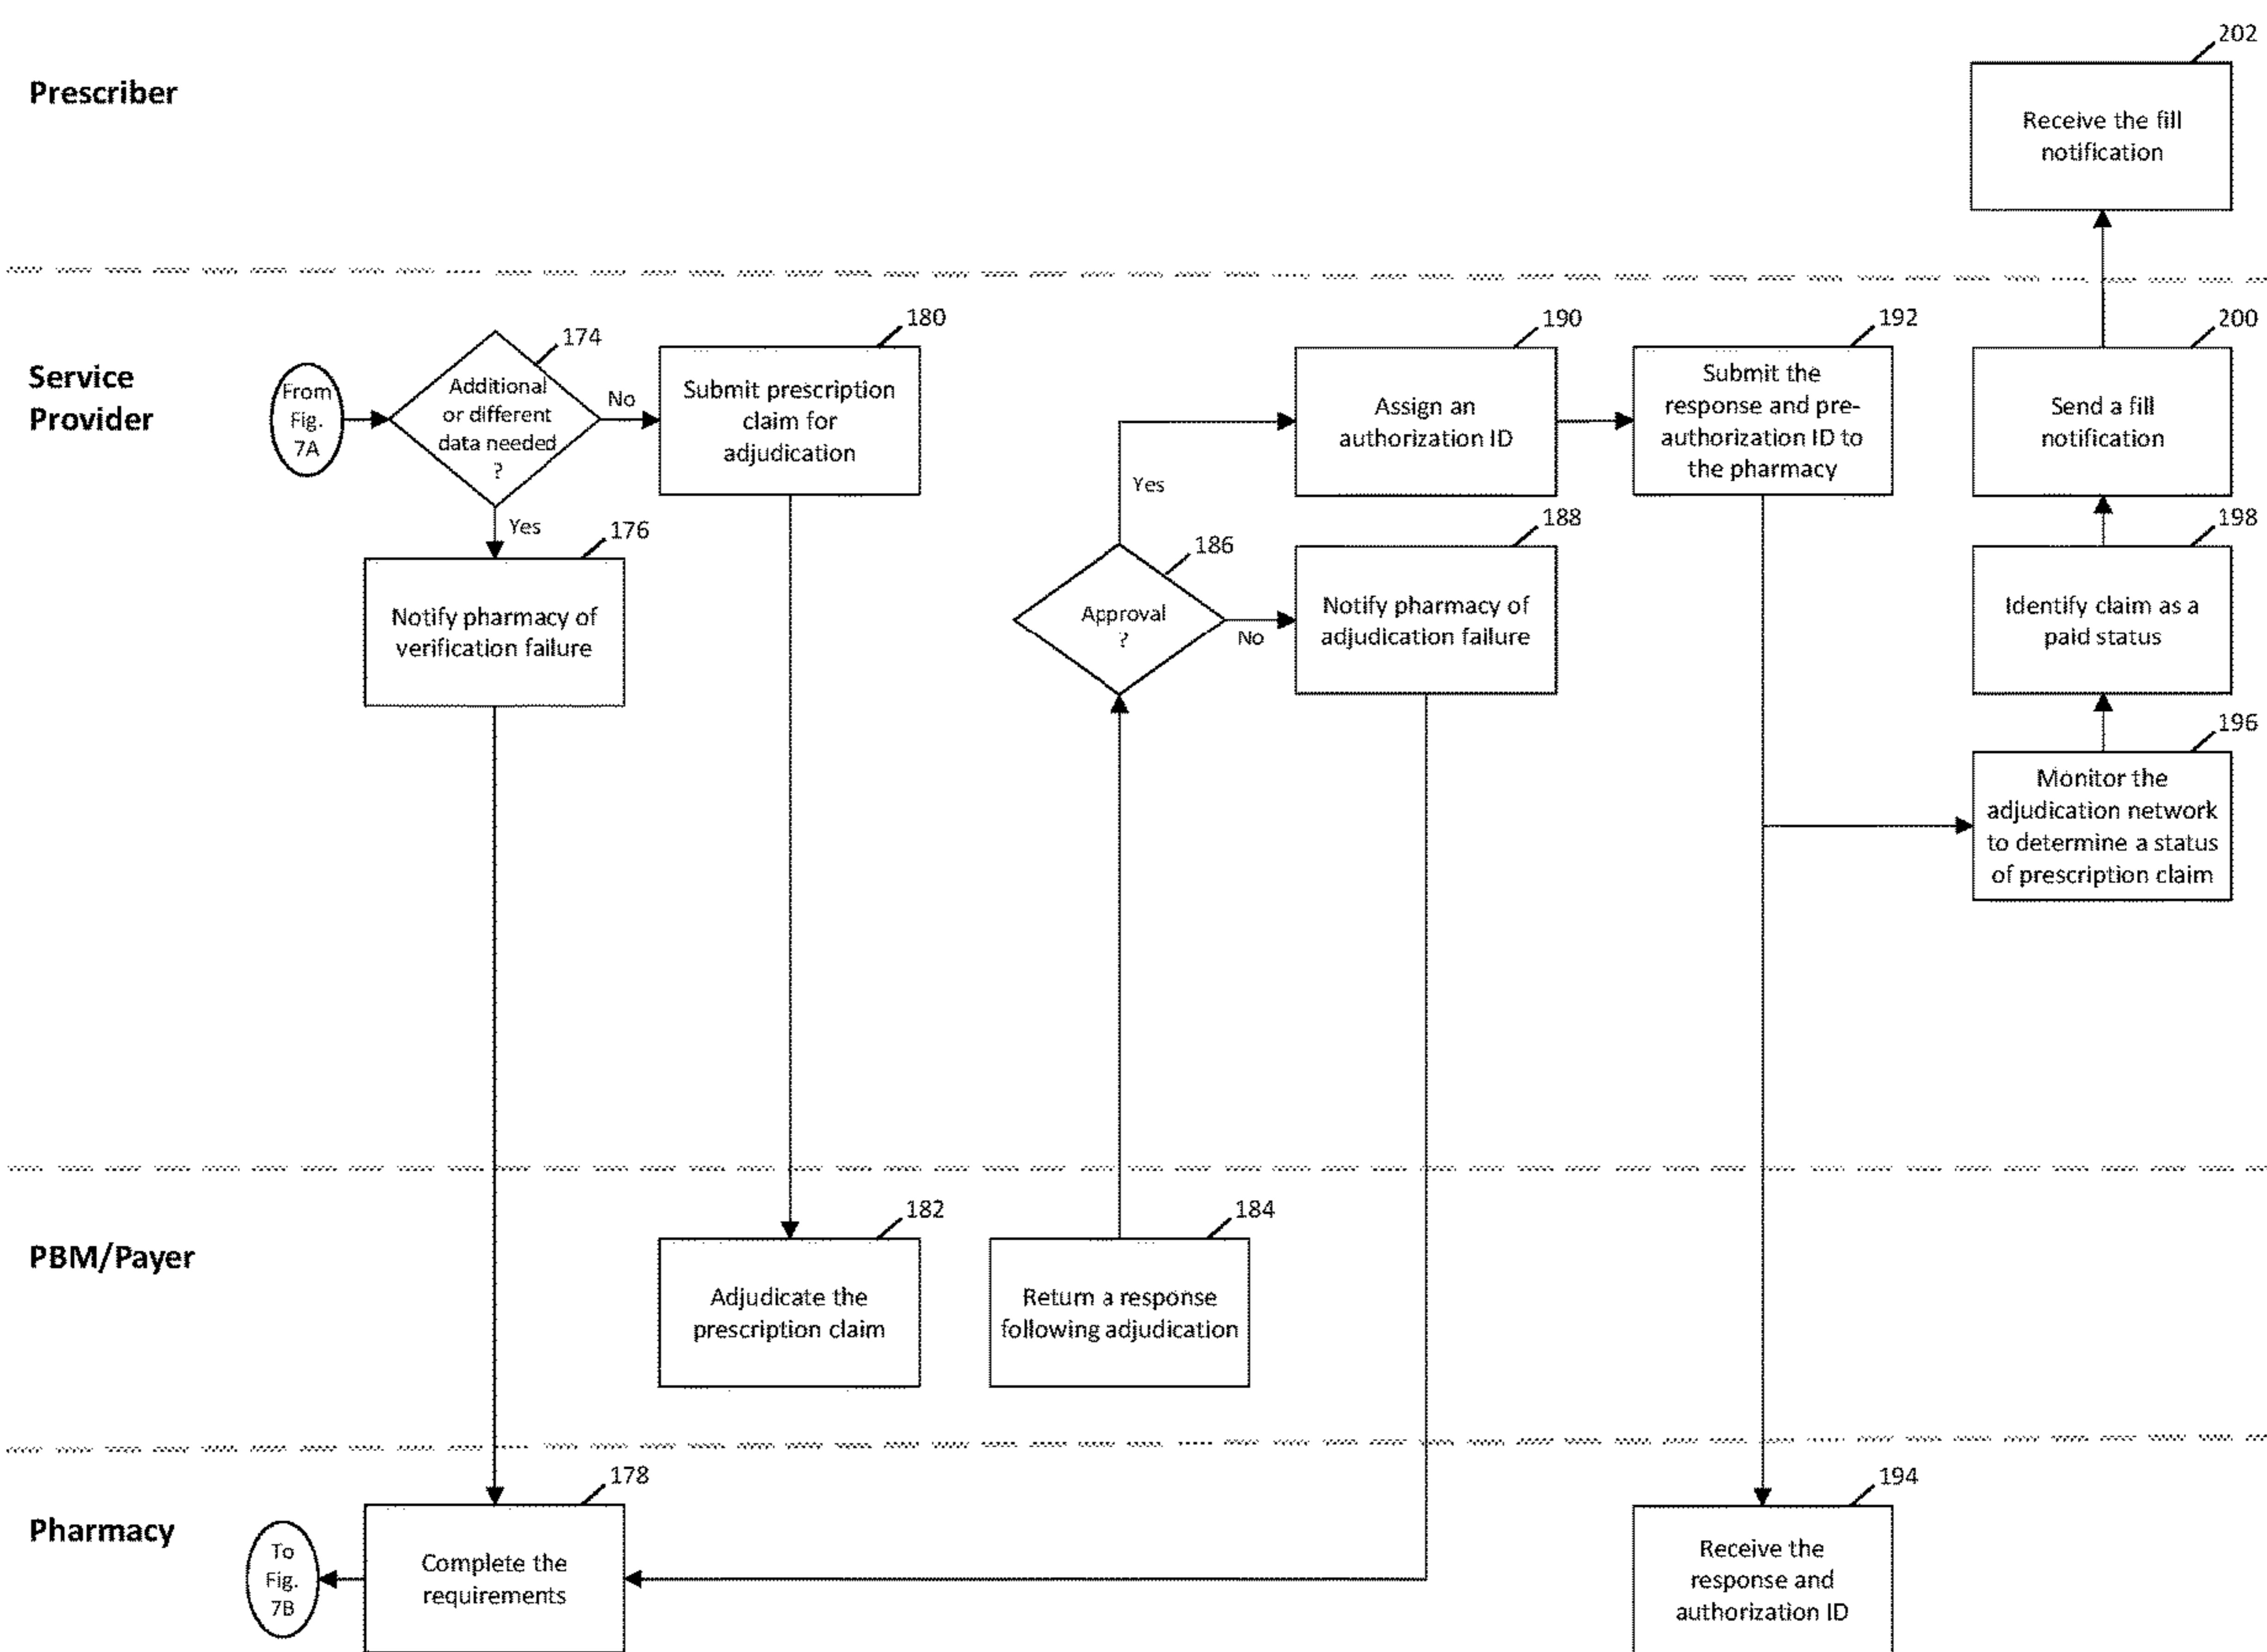 202
Prescriber
Receive the fill
notification
Service
Provider
From
Fig.
7A
174
Additional
or different
data needed
?
No
Yes
180
Submit prescription
claim for
adjudication
176
Notify pharmacy of
verification failure
186
Approval
?
Yes
No
190
Assign an
authorization ID
188
Notify pharmacy of
adjudication failure
192
Submit the
response and pre-
authorization ID to
the pharmacy
200
Send a fill
notification
198
Identify claim as a
paid status
196
Monitor the
adjudication network
to determine a status
of prescription claim
PBM/Payer
182
Adjudicate the
prescription claim
184
Return a response
following adjudication
Pharmacy
To
Fig.
7B
178
Complete the
requirements
194
Receive the
response and
authorization ID